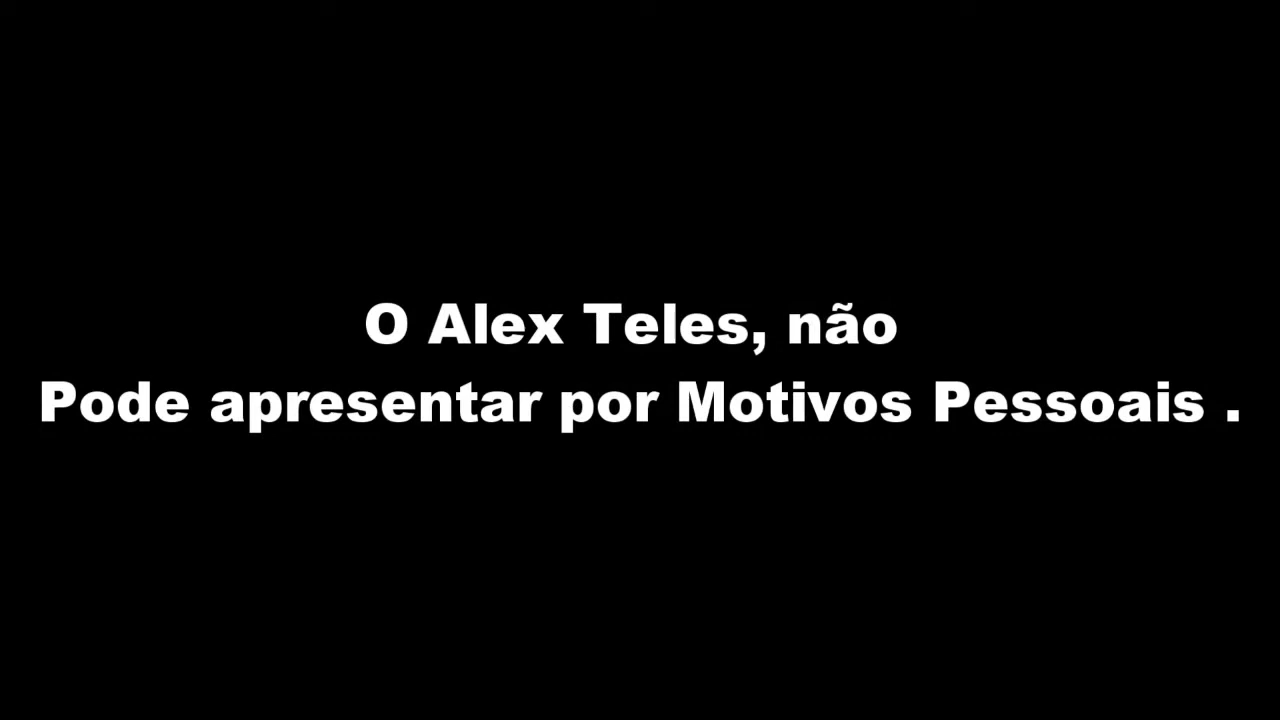 O Alex Teles, não
Pode apresentar por Motivos Pessoais .